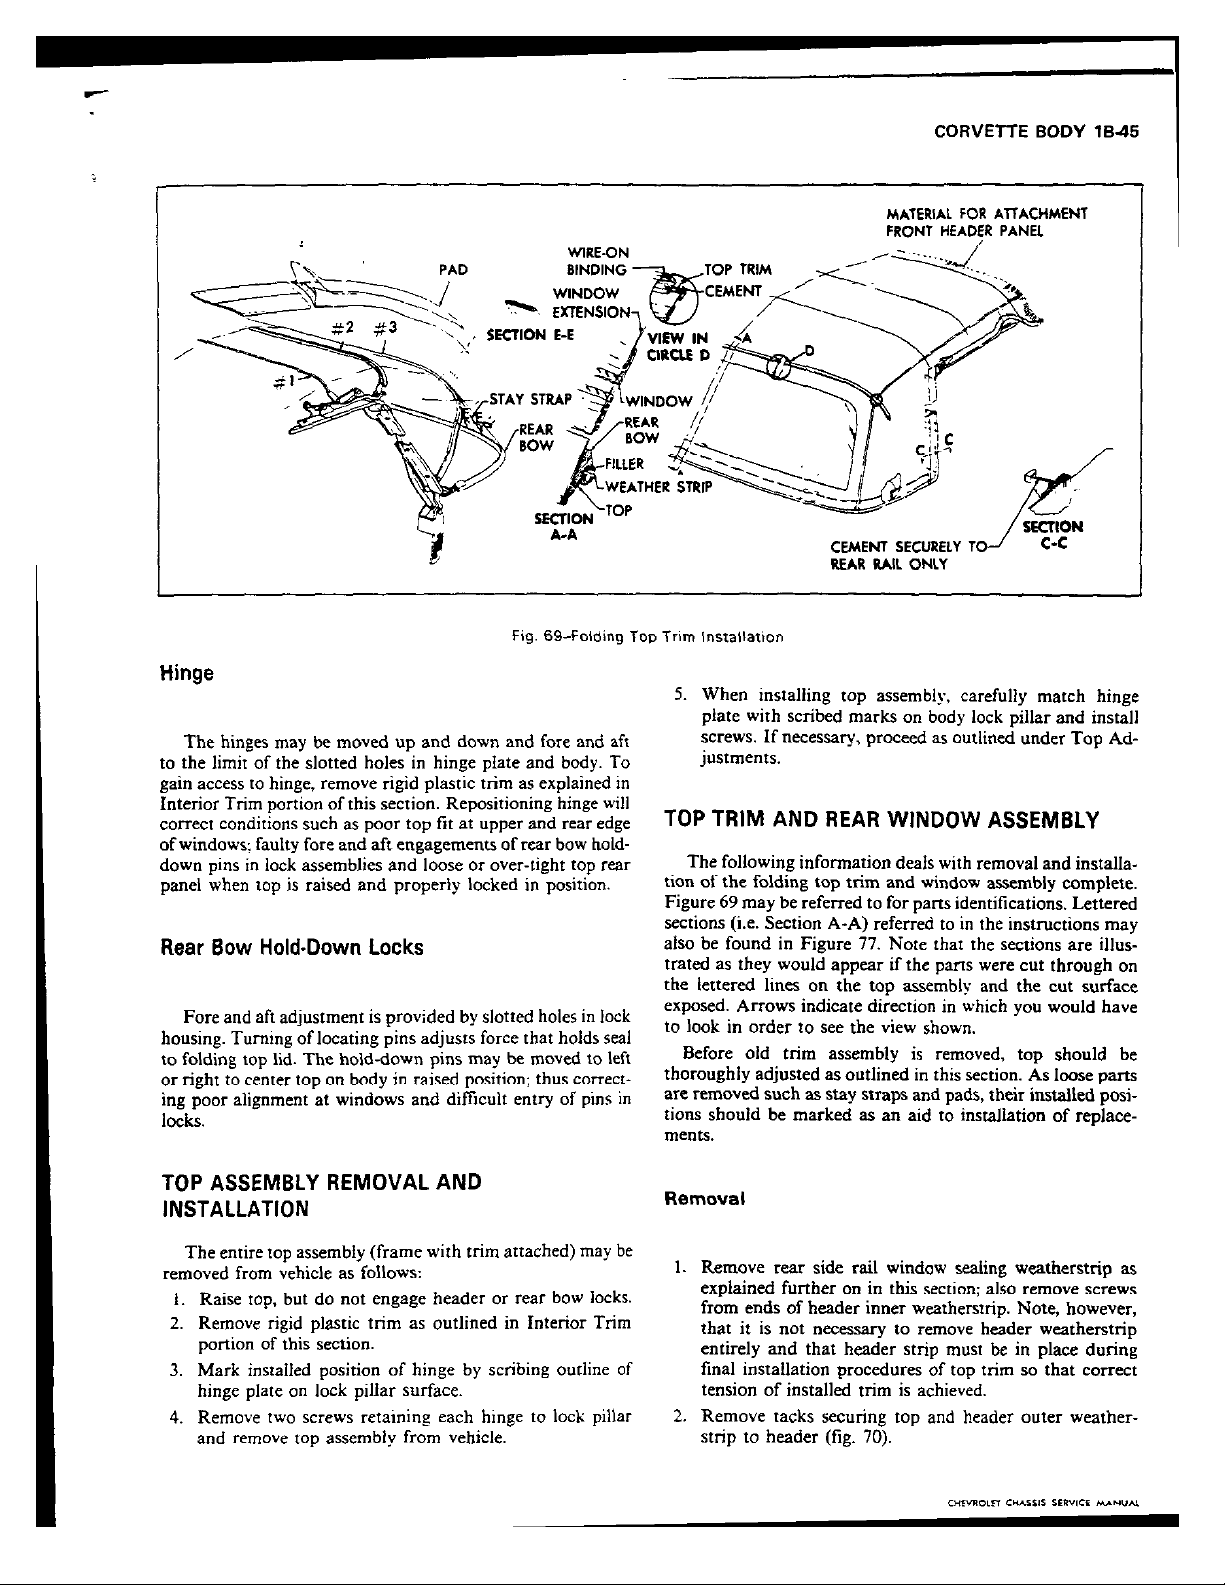 CORVETTE BODY 1B-45
MATERIAL FOR ATTACHMENT
FRONT HEADER PANEL
WIRE-ON
BINDING
PAD
TOP TRIM
WINDOW
EXTENSION
CEMENT
#2 #3
SECTION E-E
VIEW IN
CIRCLE D
A
D
#1
STAY STRAP
WINDOW
E E
REAR
BOW
REAR
BOW
C C
FILLER
A
WEATHER STRIP
TOP
SECTION
A-A
SECTION
C-C
CEMENT SECURELY TO
REAR RAIL ONLY
Fig. 69–Folding Top Trim Installation
Hinge
The hinges may be moved up and down and fore and aft
to the limit of the slotted holes in hinge plate and body. To
gain access to hinge, remove rigid plastic trim as explained in
Interior Trim portion of this section. Repositioning hinge will
correct conditions such as poor top fit at upper and rear edge
of windows; faulty fore and aft engagements of rear bow hold-
down pins in lock assemblies and loose or over-tight top rear
panel when top is raised and properly locked in position.
Rear Bow Hold-Down Locks
Fore and aft adjustment is provided by slotted holes in lock
housing. Turning of locating pins adjusts force that holds seal
to folding top lid. The hold-down pins may be moved to left
or right to center top on body in raised position; thus correct-
ing poor alignment at windows and difficult entry of pins in
locks.
TOP ASSEMBLY REMOVAL AND
INSTALLATION
The entire top assembly (frame with trim attached) may be
removed from vehicle as follows:
1. Raise top, but do not engage header or rear bow locks.
2. Remove rigid plastic trim as outlined in Interior Trim
portion of this section.
3. Mark installed position of hinge by scribing outline of
hinge plate on lock pillar surface.
4. Remove two screws retaining each hinge to lock pillar
and remove top assembly from vehicle.
5. When installing top assembly, carefully match hinge
plate with scribed marks on body lock pillar and install
screws. If necessary, proceed as outlined under Top Ad-
justments.
TOP TRIM AND REAR WINDOW ASSEMBLY
The following information deals with removal and installa-
tion of the folding top trim and window assembly complete.
Figure 69 may be referred to for parts identifications. Lettered
sections (i.e. Section A-A) referred to in the instructions may
also be found in Figure 77. Note that the sections are illus-
trated as they would appear if the parts were cut through on
the lettered lines on the top assembly and the cut surface
exposed. Arrows indicate direction in which you would have
to look in order to see the view shown.
Before old trim assembly is removed, top should be
thoroughly adjusted as outlined in this section. As loose parts
are removed such as stay straps and pads, their installed posi-
tions should be marked as an aid to installation of replace-
ments.
Removal
1. Remove rear side rail window sealing weatherstrip as
explained further on in this section; also remove screws
from ends of header inner weatherstrip. Note, however,
that it is not necessary to remove header weatherstrip
entirely and that header strip must be in place during
final installation procedures of top trim so that correct
tension of installed trim is achieved.
2. Remove tacks securing top and header outer weather-
strip to header (fig. 70).
CHEVROLET CHASSIS SERVICE MANUAL